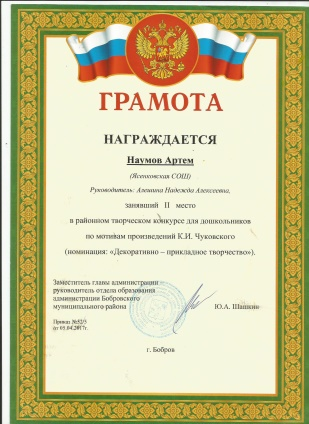 ГРАМОТА
НАГРАЖДАЕТСЯ
Наумов Артем
(Ясенковская СОШ)
Руководитель: Алешина Надежда Алексеевна,
занявший II место
в районном творческом конкурсе для дошкольников
по мотивам произведений К.И. Чуковского
(номинация: «Декоративно – прикладное творчество»).
Заместитель главы администрации –
руководитель отдела образования
администрации Бобровского
муниципального района Ю.А. Шашкин
Приказ №32/3
от 05.04.2017г.
г. Бобров